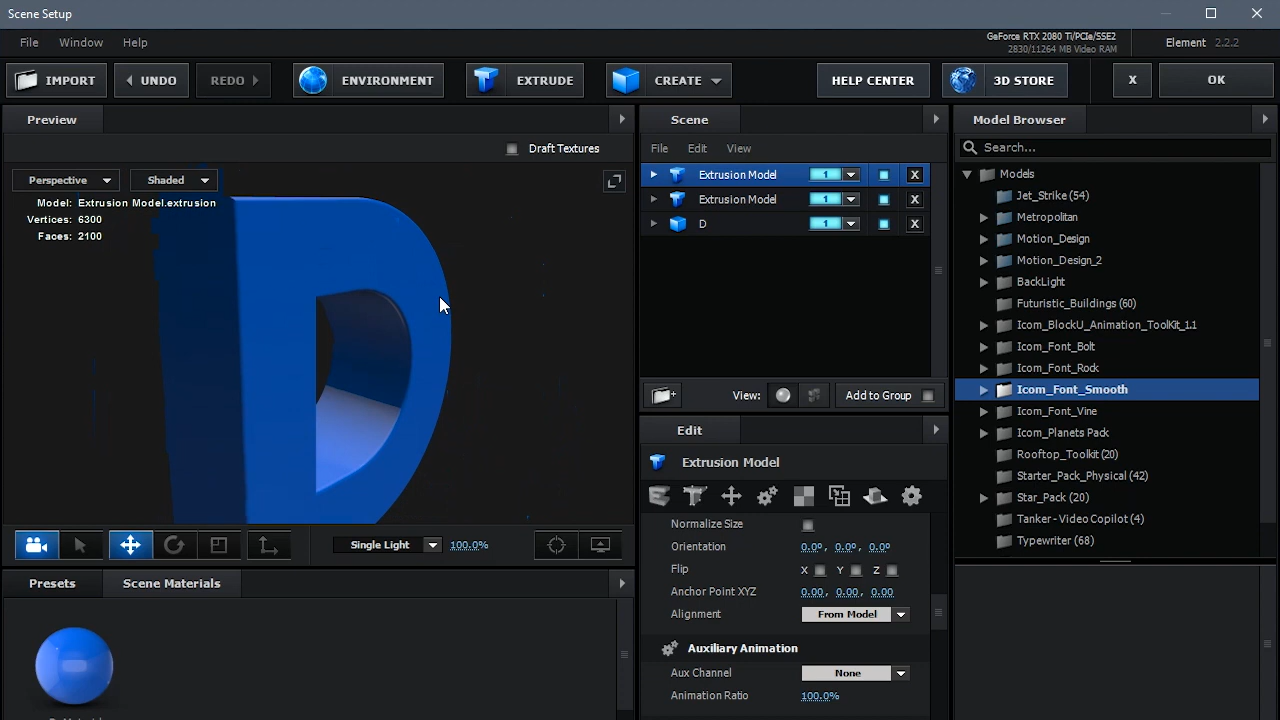 Scene Setup
File Window Help
GeForce RTX 2080 Ti/PCIe/SSE2
2830/11264 MB Video RAM
Element 2.2.2
IMPORT UNDO REDO ENVIRONMENT EXTRUDE CREATE HELP CENTER 3D STORE X OK
Preview
Draft Textures
Perspective Shaded
Model: Extrusion Model.extrusion
Vertices: 6300
Faces: 2100
Single Light 100.0%
Presets Scene Materials
Scene
File Edit View
Extrusion Model 1 X
Extrusion Model 1 X
D 1 X
View: Add to Group
Edit
Extrusion Model
Normalize Size
Orientation 0.0°, 0.0°, 0.0°
Flip X Y Z
Anchor Point XYZ 0.00, 0.00, 0.00
Alignment From Model
Auxiliary Animation
Aux Channel None
Animation Ratio 100.0%
Model Browser
Search...
Models
Jet_Strike (54)
Metropolitan
Motion_Design
Motion_Design_2
BackLight
Futuristic_Buildings (60)
Icom_BlockU_Animation_ToolKit_1.1
Icom_Font_Bolt
Icom_Font_Rock
Icom_Font_Smooth
Icom_Font_Vine
Icom_Planets Pack
Rooftop_Toolkit (20)
Starter_Pack_Physical (42)
Star_Pack (20)
Tanker - Video Copilot (4)
Typewriter (68)
D